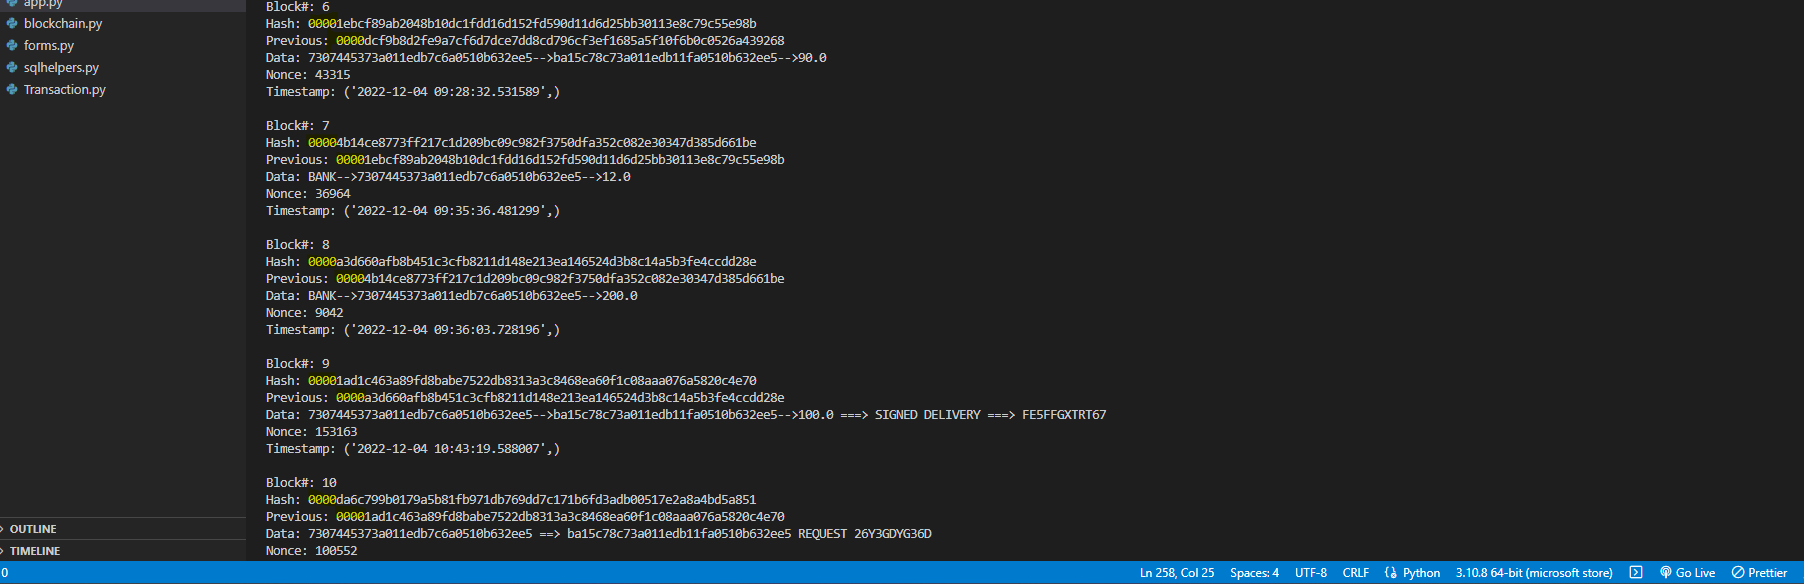 app.py
blockchain.py
forms.py
sqlhelpers.py
Transaction.py
OUTLINE
TIMELINE
Block#: 6
Hash: 00001ebcf89ab2048b10dc1fdd16d152fd590d11d6d25bb30113e8c79c55e98b
Previous: 0000dcf9b8d2fe9a7cf6d7dce7dd8cd796cf3ef1685a5f10f6b0c0526a439268
Data: 7307445373a011edb7c6a0510b632ee5-->ba15c78c73a011edb11fa0510b632ee5-->90.0
Nonce: 43315
Timestamp: ('2022-12-04 09:28:32.531589',)
Block#: 7
Hash: 00004b14ce8773ff217c1d209bc09c982f3750dfa352c082e30347d385d661be
Previous: 00001ebcf89ab2048b10dc1fdd16d152fd590d11d6d25bb30113e8c79c55e98b
Data: BANK-->7307445373a011edb7c6a0510b632ee5-->12.0
Nonce: 36964
Timestamp: ('2022-12-04 09:35:36.481299',)
Block#: 8
Hash: 0000a3d660afb8b451c3cfb8211d148e213ea146524d3b8c14a5b3fe4ccdd28e
Previous: 00004b14ce8773ff217c1d209bc09c982f3750dfa352c082e30347d385d661be
Data: BANK-->7307445373a011edb7c6a0510b632ee5-->200.0
Nonce: 9042
Timestamp: ('2022-12-04 09:36:03.728196',)
Block#: 9
Hash: 00001ad1c463a89fd8babe7522db8313a3c8468ea60f1c08aaa076a5820c4e70
Previous: 0000a3d660afb8b451c3cfb8211d148e213ea146524d3b8c14a5b3fe4ccdd28e
Data: 7307445373a011edb7c6a0510b632ee5-->ba15c78c73a011edb11fa0510b632ee5-->100.0 ===> SIGNED DELIVERY ===> FE5FFGXTRT67
Nonce: 153163
Timestamp: ('2022-12-04 10:43:19.588007',)
Block#: 10
Hash: 0000da6c799b0179a5b81fb971db769dd7c171b6fd3adb00517e2a8a4bd5a851
Previous: 00001ad1c463a89fd8babe7522db8313a3c8468ea60f1c08aaa076a5820c4e70
Data: 7307445373a011edb7c6a0510b632ee5 ==> ba15c78c73a011edb11fa0510b632ee5 REQUEST 26Y3GDYG36D
Nonce: 100552
0 Ln 258, Col 25 Spaces: 4 UTF-8 CRLF Python 3.10.8 64-bit (microsoft store) Go Live Prettier